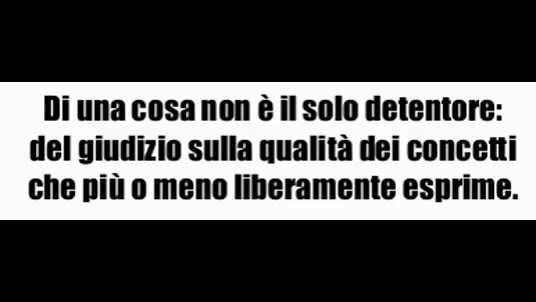 Di una cosa non è il solo detentore:
del giudizio sulla qualità dei concetti
che più o meno liberamente esprime.